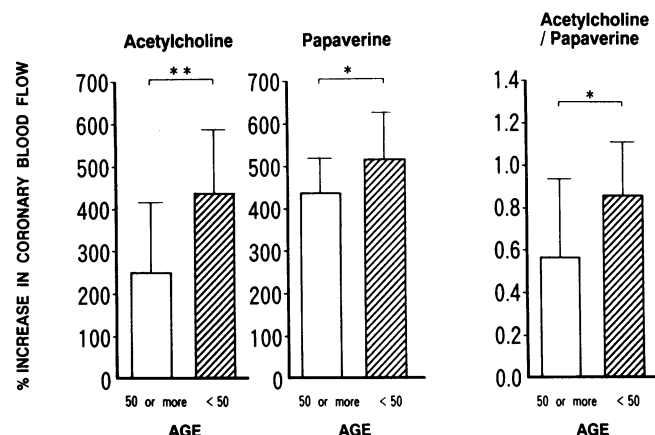 Acetylcholine
Papaverine
Acetylcholine
/ Papaverine
% INCREASE IN CORONARY BLOOD FLOW
700
600
500
400
300
200
100
0
**
50 or more < 50
AGE
700
600
500
400
300
200
100
0
*
50 or more < 50
AGE
1.4
1.2
1.0
0.8
0.6
0.4
0.2
0.0
*
50 or more < 50
AGE